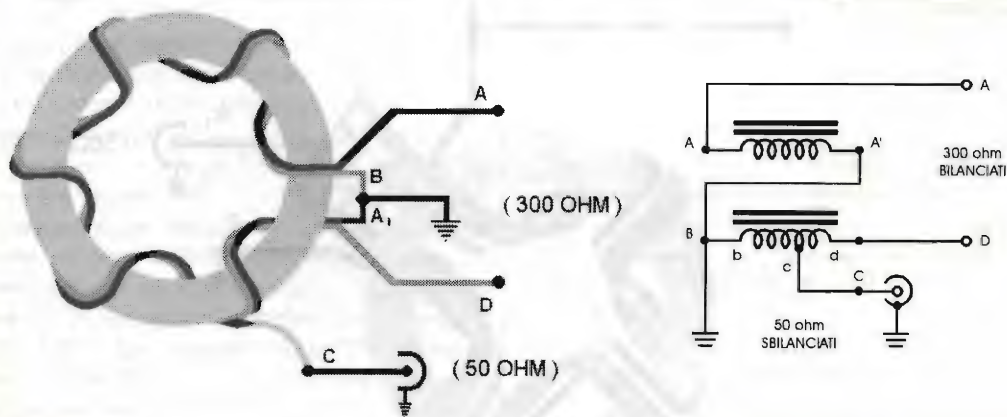 A
B
A1
( 300 OHM )
D
C
( 50 OHM )
A
A
A'
300 ohm
BILANCIATI
B
b
c
d
D
C
50 ohm
SBILANCIATI